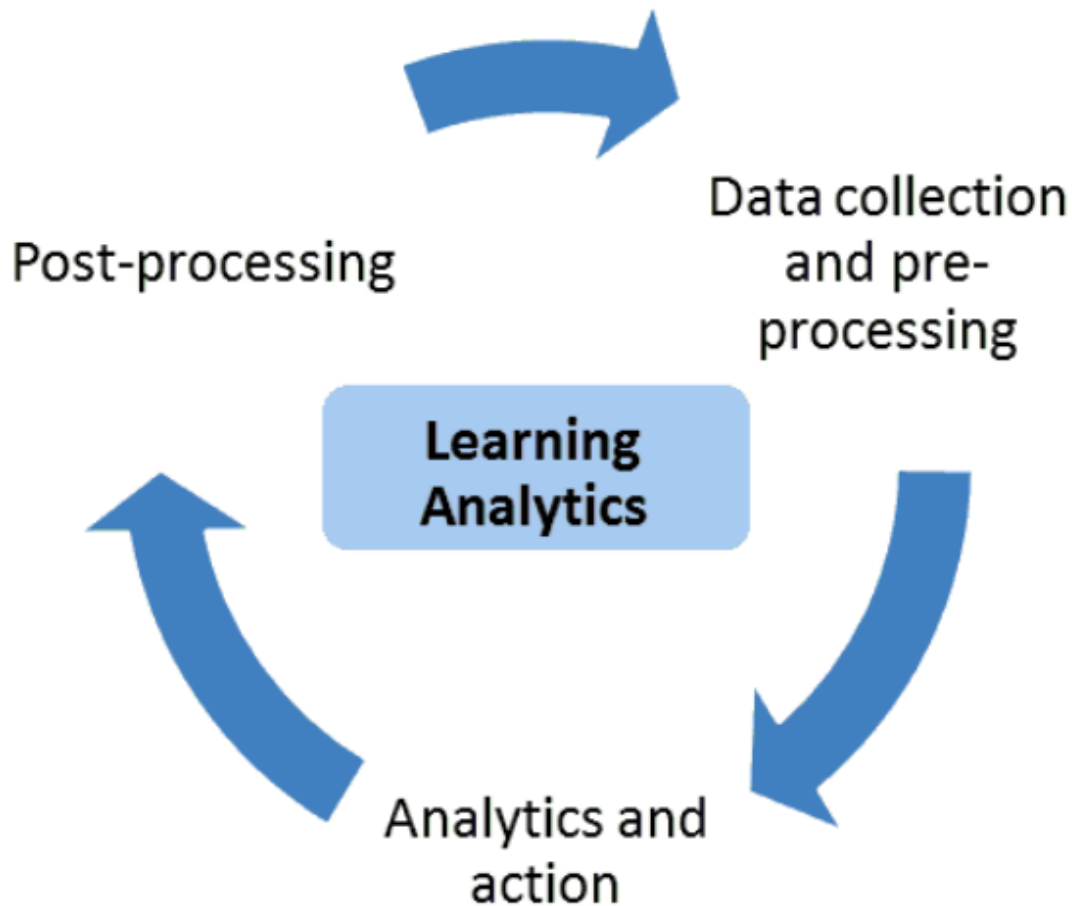 Data collection
and pre-
processing
Post-processing
Learning
Analytics
Analytics and
action